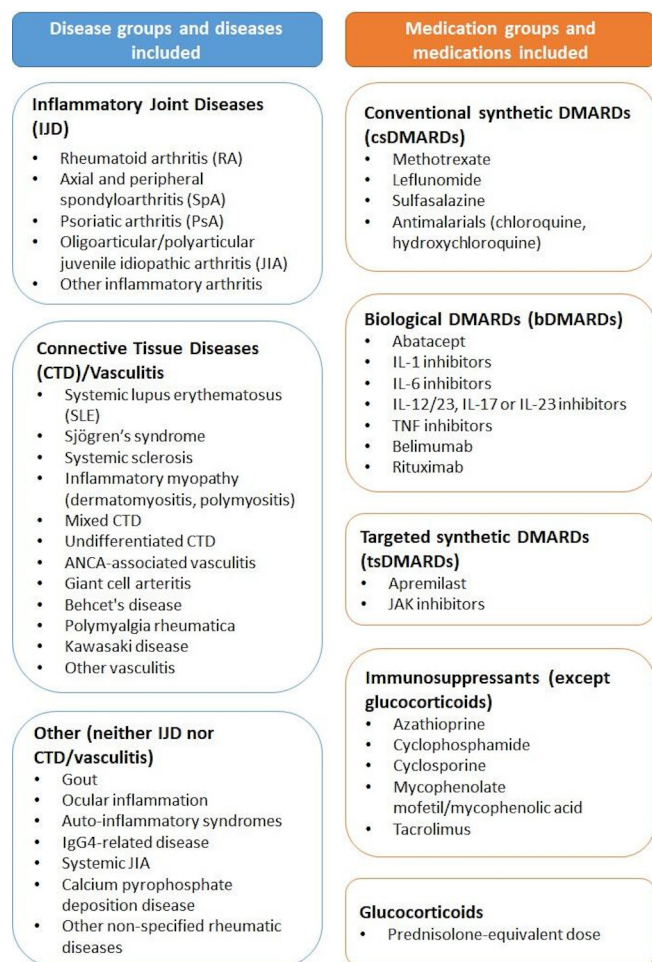 Disease groups and diseases
included
Inflammatory Joint Diseases
(IJD)
• Rheumatoid arthritis (RA)
• Axial and peripheral
spondyloarthritis (SpA)
• Psoriatic arthritis (PsA)
• Oligoarticular/polyarticular
juvenile idiopathic arthritis (JIA)
• Other inflammatory arthritis
Connective Tissue Diseases
(CTD)/Vasculitis
• Systemic lupus erythematosus
(SLE)
• Sjögren's syndrome
• Systemic sclerosis
• Inflammatory myopathy
(dermatomyositis, polymyositis)
• Mixed CTD
• Undifferentiated CTD
• ANCA-associated vasculitis
• Giant cell arteritis
• Behcet's disease
• Polymyalgia rheumatica
• Kawasaki disease
• Other vasculitis
Other (neither IJD nor
CTD/vasculitis)
• Gout
• Ocular inflammation
• Auto-inflammatory syndromes
• IgG4-related disease
• Systemic JIA
• Calcium pyrophosphate
deposition disease
• Other non-specified rheumatic
diseases
Medication groups and
medications included
Conventional synthetic DMARDs
(csDMARDs)
• Methotrexate
• Leflunomide
• Sulfasalazine
• Antimalarials (chloroquine,
hydroxychloroquine)
Biological DMARDs (bDMARDs)
• Abatacept
• IL-1 inhibitors
• IL-6 inhibitors
• IL-12/23, IL-17 or IL-23 inhibitors
• TNF inhibitors
• Belimumab
• Rituximab
Targeted synthetic DMARDs
(tsDMARDs)
• Apremilast
• JAK inhibitors
Immunosuppressants (except
glucocorticoids)
• Azathioprine
• Cyclophosphamide
• Cyclosporine
• Mycophenolate
mofetil/mycophenolic acid
• Tacrolimus
Glucocorticoids
• Prednisolone-equivalent dose